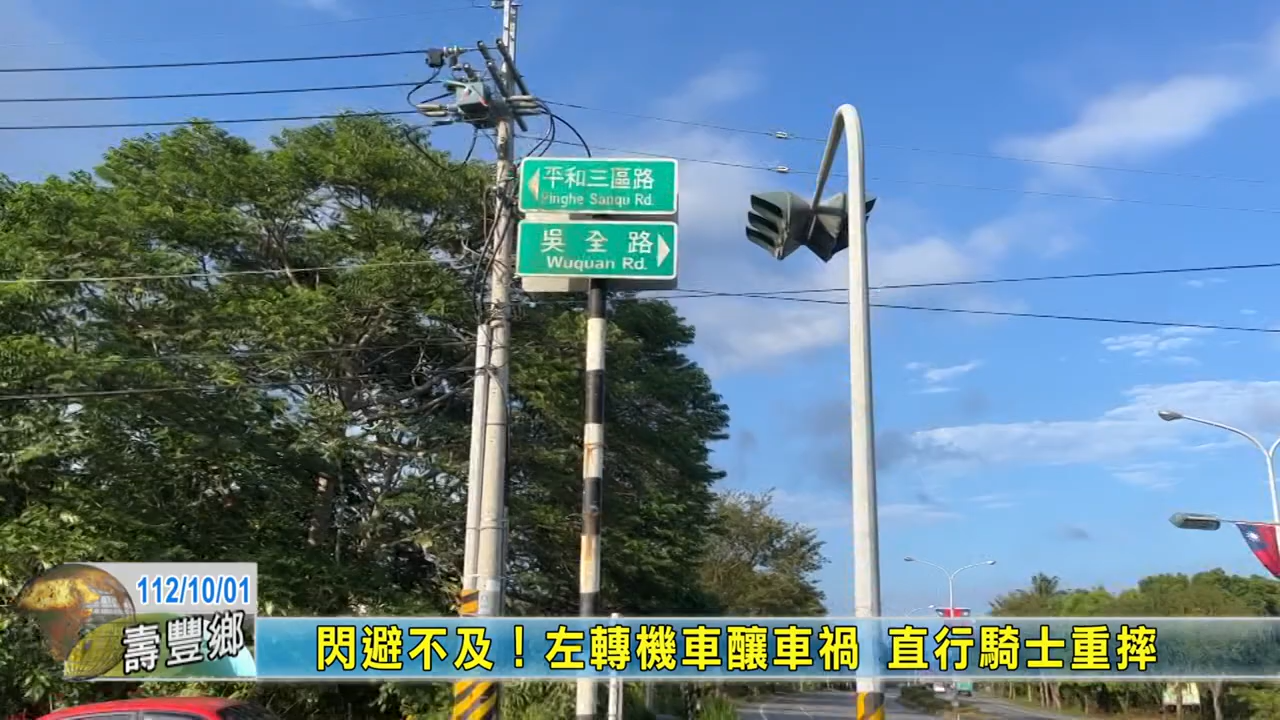 平和三區路
Pinghe Sanqu Rd.
吳全路
Wuquan Rd.
112/10/01
壽豐鄉
閃避不及！左轉機車釀車禍 直行騎士重摔